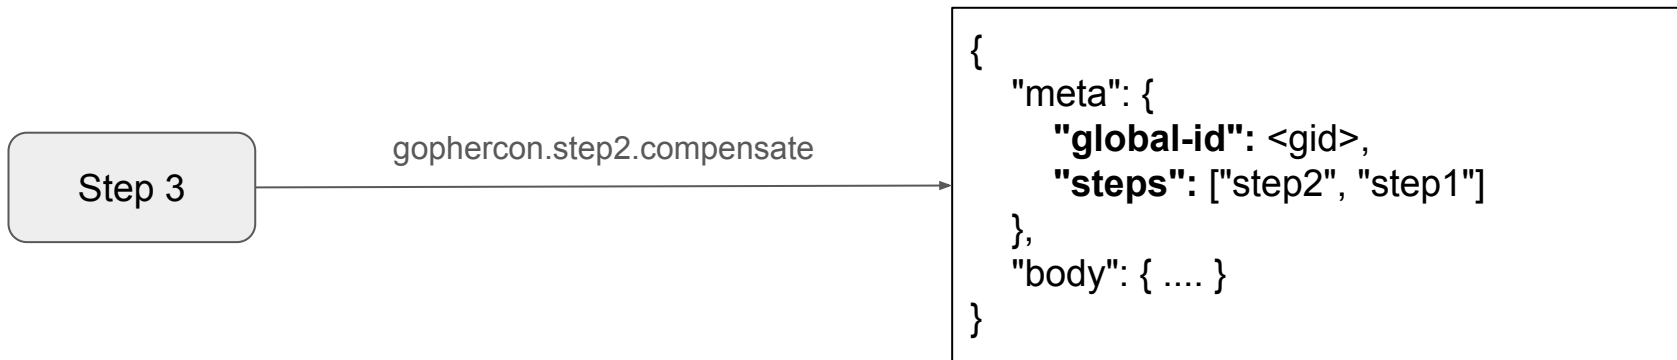 Step 3
gophercon.step2.compensate
{
"meta": {
"global-id": <gid>,
"steps": ["step2", "step1"]
},
"body": { .... }
}